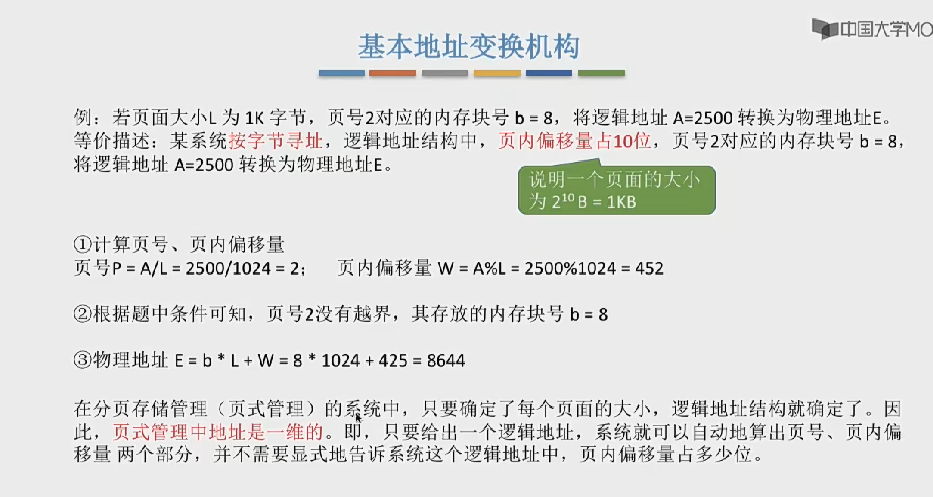 中国大学MO
基本地址变换机构
例：若页面大小L 为 1K 字节，页号2对应的内存块号 b = 8，将逻辑地址 A=2500 转换为物理地址E。
等价描述：某系统按字节寻址，逻辑地址结构中，页内偏移量占10位，页号2对应的内存块号 b = 8，
将逻辑地址 A=2500 转换为物理地址E。
说明一个页面的大小
为 2¹⁰ B = 1KB
①计算页号、页内偏移量
页号P = A/L = 2500/1024 = 2； 页内偏移量 W = A%L = 2500%1024 = 452
②根据题中条件可知，页号2没有越界，其存放的内存块号 b = 8
③物理地址 E = b * L + W = 8 * 1024 + 425 = 8644
在分页存储管理（页式管理）的系统中，只要确定了每个页面的大小，逻辑地址结构就确定了。因
此，页式管理中地址是一维的。即，只要给出一个逻辑地址，系统就可以自动地算出页号、页内偏
移量 两个部分，并不需要显式地告诉系统这个逻辑地址中，页内偏移量占多少位。